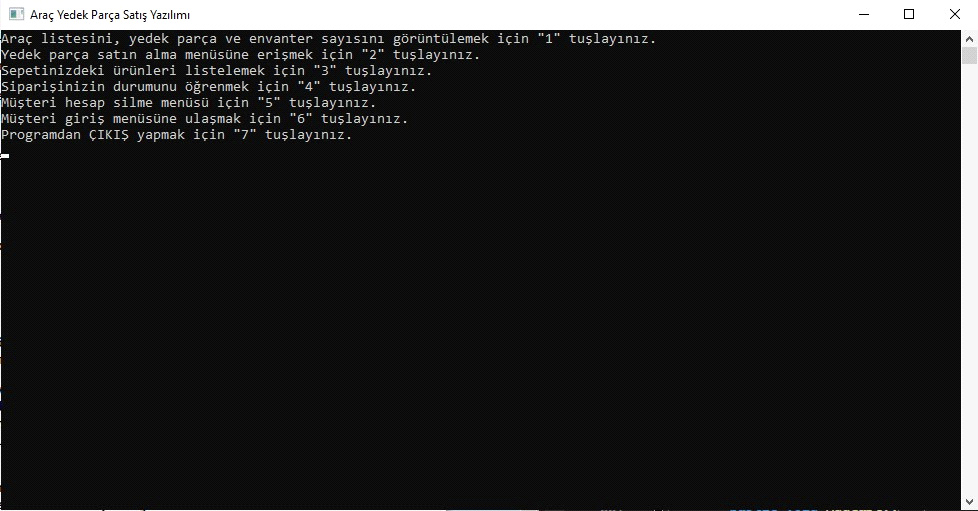 Araç Yedek Parça Satış Yazılımı
Araç listesini, yedek parça ve envanter sayısını görüntülemek için "1" tuşlayınız.
Yedek parça satın alma menüsüne erişmek için "2" tuşlayınız.
Sepetinizdeki ürünleri listelemek için "3" tuşlayınız.
Siparişinizin durumunu öğrenmek için "4" tuşlayınız.
Müşteri hesap silme menüsü için "5" tuşlayınız.
Müşteri giriş menüsüne ulaşmak için "6" tuşlayınız.
Programdan ÇIKIŞ yapmak için "7" tuşlayınız.